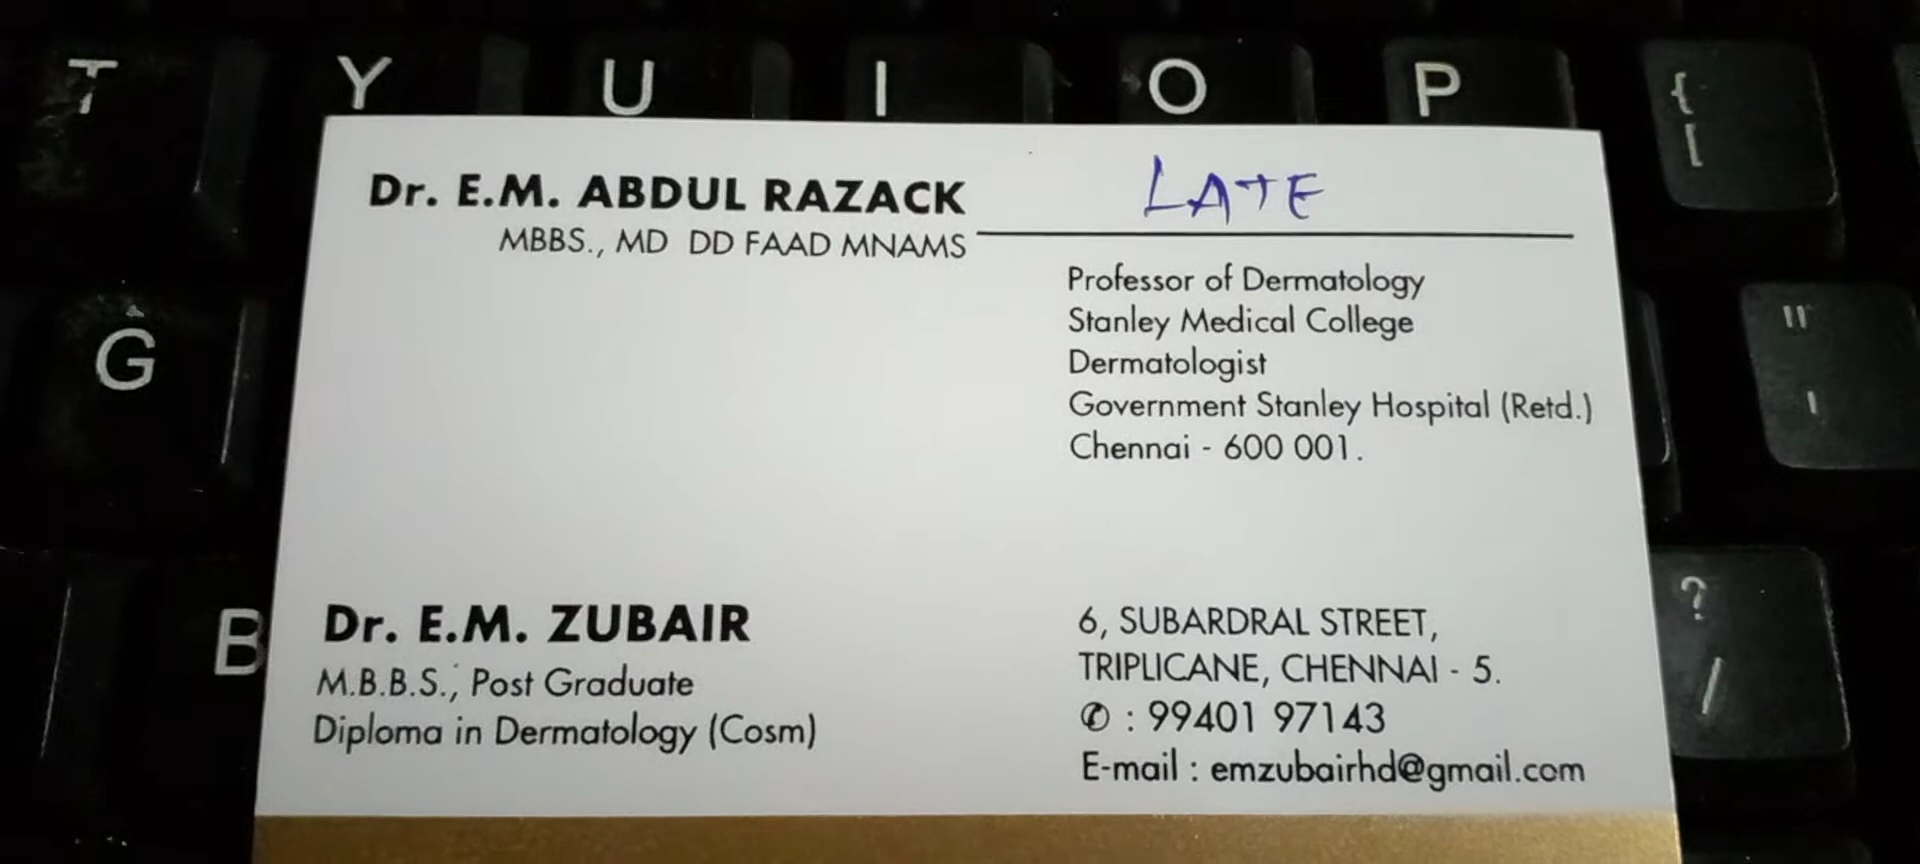 T Y U I O P { [
Dr. E.M. ABDUL RAZACK LATE
MBBS., MD DD FAAD MNAMS
Professor of Dermatology
Stanley Medical College
Dermatologist
Government Stanley Hospital (Retd.)
Chennai - 600 001.
G " '
Dr. E.M. ZUBAIR
M.B.B.S., Post Graduate
Diploma in Dermatology (Cosm)
6, SUBARDRAL STREET,
TRIPLICANE, CHENNAI - 5.
✆ : 99401 97143
E-mail : emzubairhd@gmail.com
B ? /